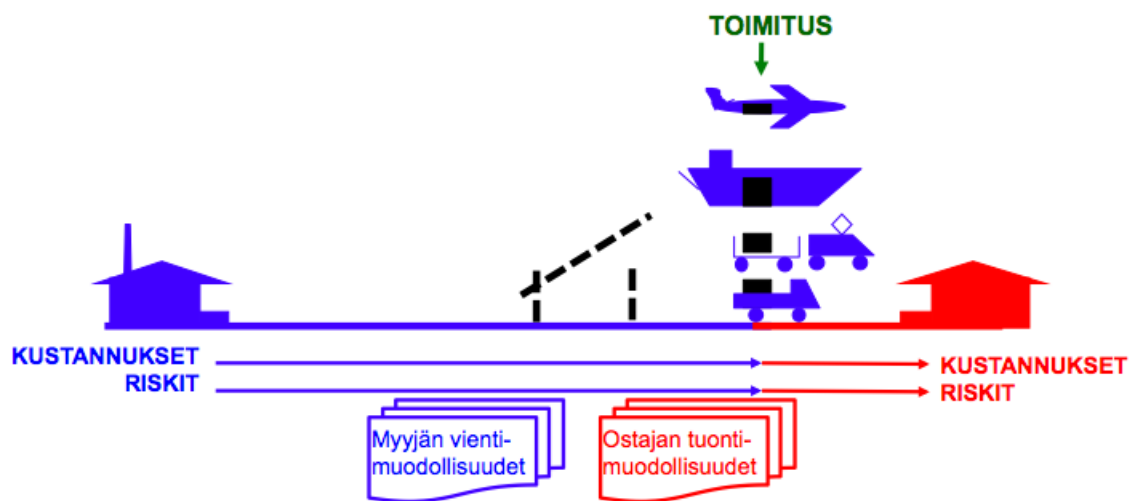 TOIMITUS
KUSTANNUKSET
RISKIT
KUSTANNUKSET
RISKIT
Myyjän vienti-
muodollisuudet
Ostajan tuonti-
muodollisuudet